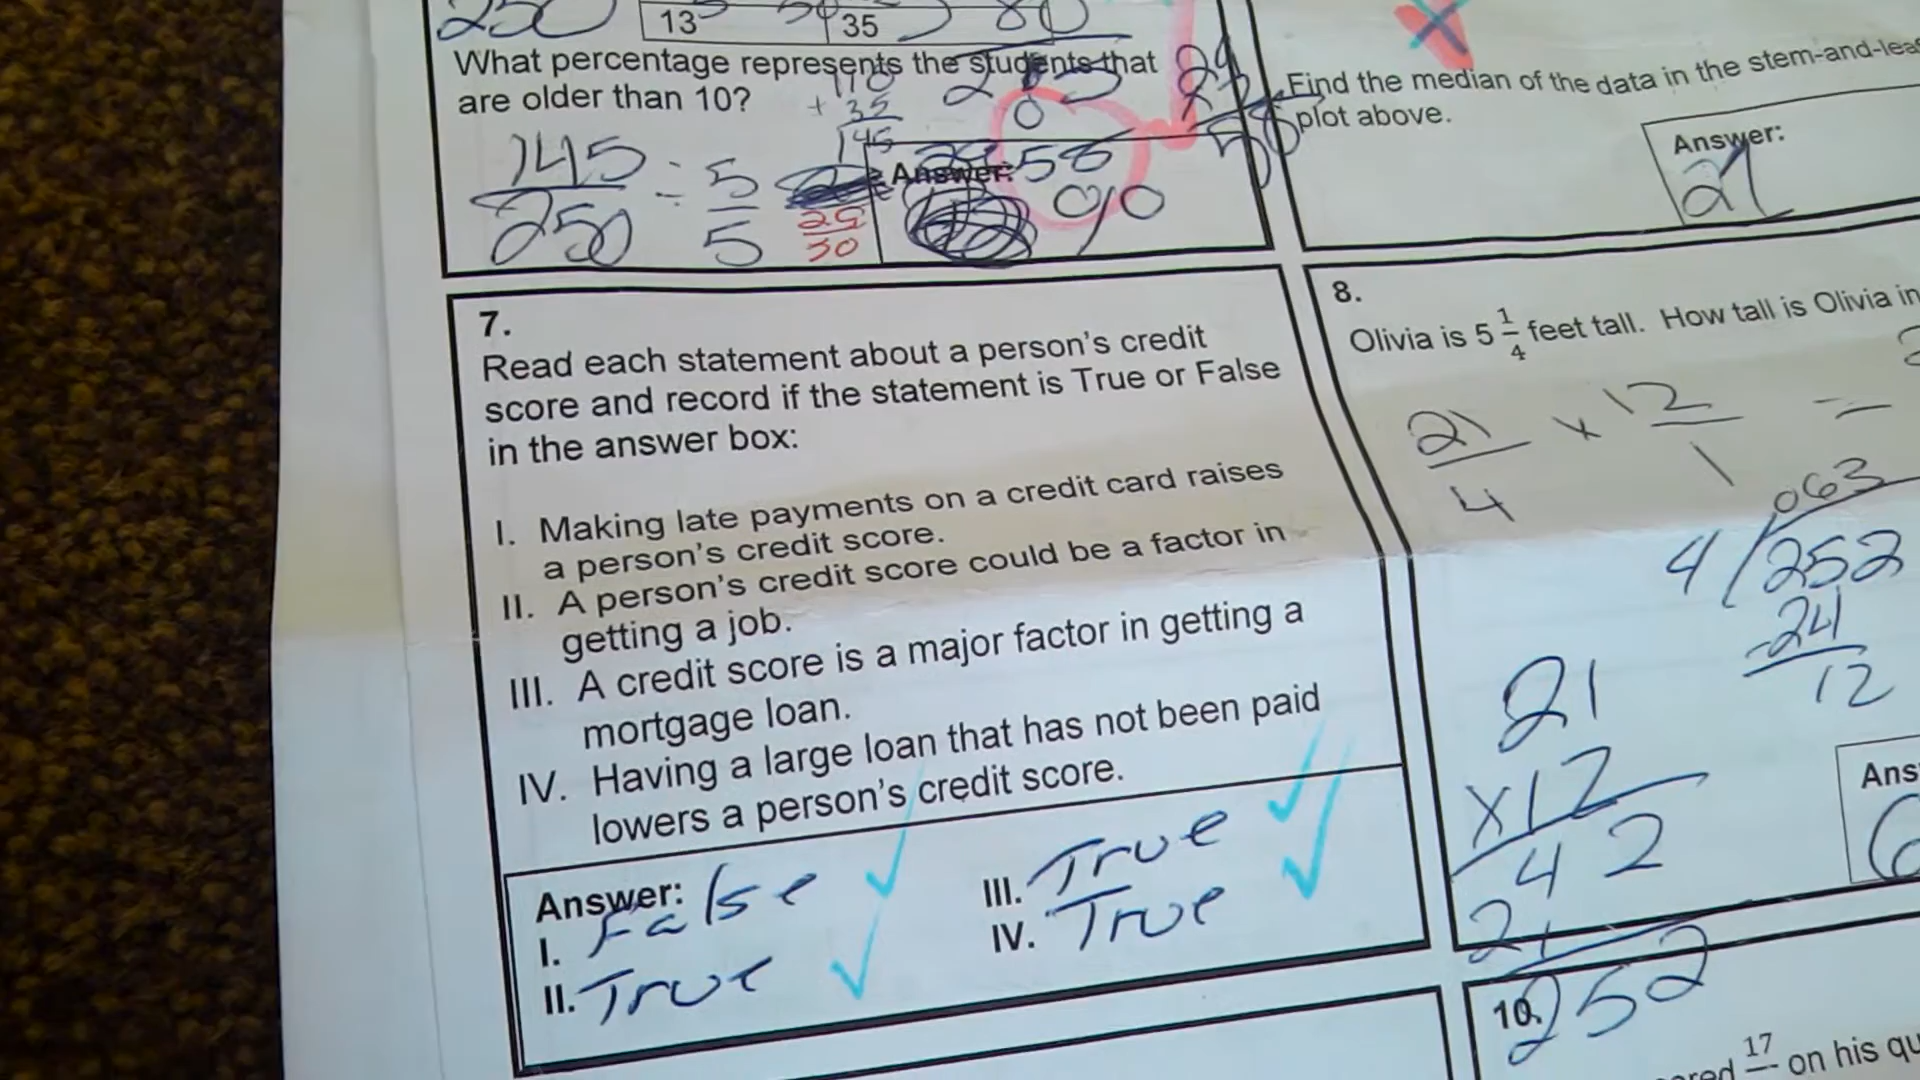 250
13
35
80
What percentage represents the students that
are older than 10?
110
+ 35
145
145
250
÷
5
5
25
30
Answer:
58
%
Find the median of the data in the stem-and-leaf
plot above.
Answer:
21
7.
Read each statement about a person's credit
score and record if the statement is True or False
in the answer box:
I. Making late payments on a credit card raises
a person's credit score.
II. A person's credit score could be a factor in
getting a job.
III. A credit score is a major factor in getting a
mortgage loan.
IV. Having a large loan that has not been paid
lowers a person's credit score.
Answer:
I. False
II. True
III. True
IV. True
8.
Olivia is 5 1/4 feet tall. How tall is Olivia in
21/4 x 12/1 =
063
4/252
-24
12
21
x12
42
21
252
10.
17
on his